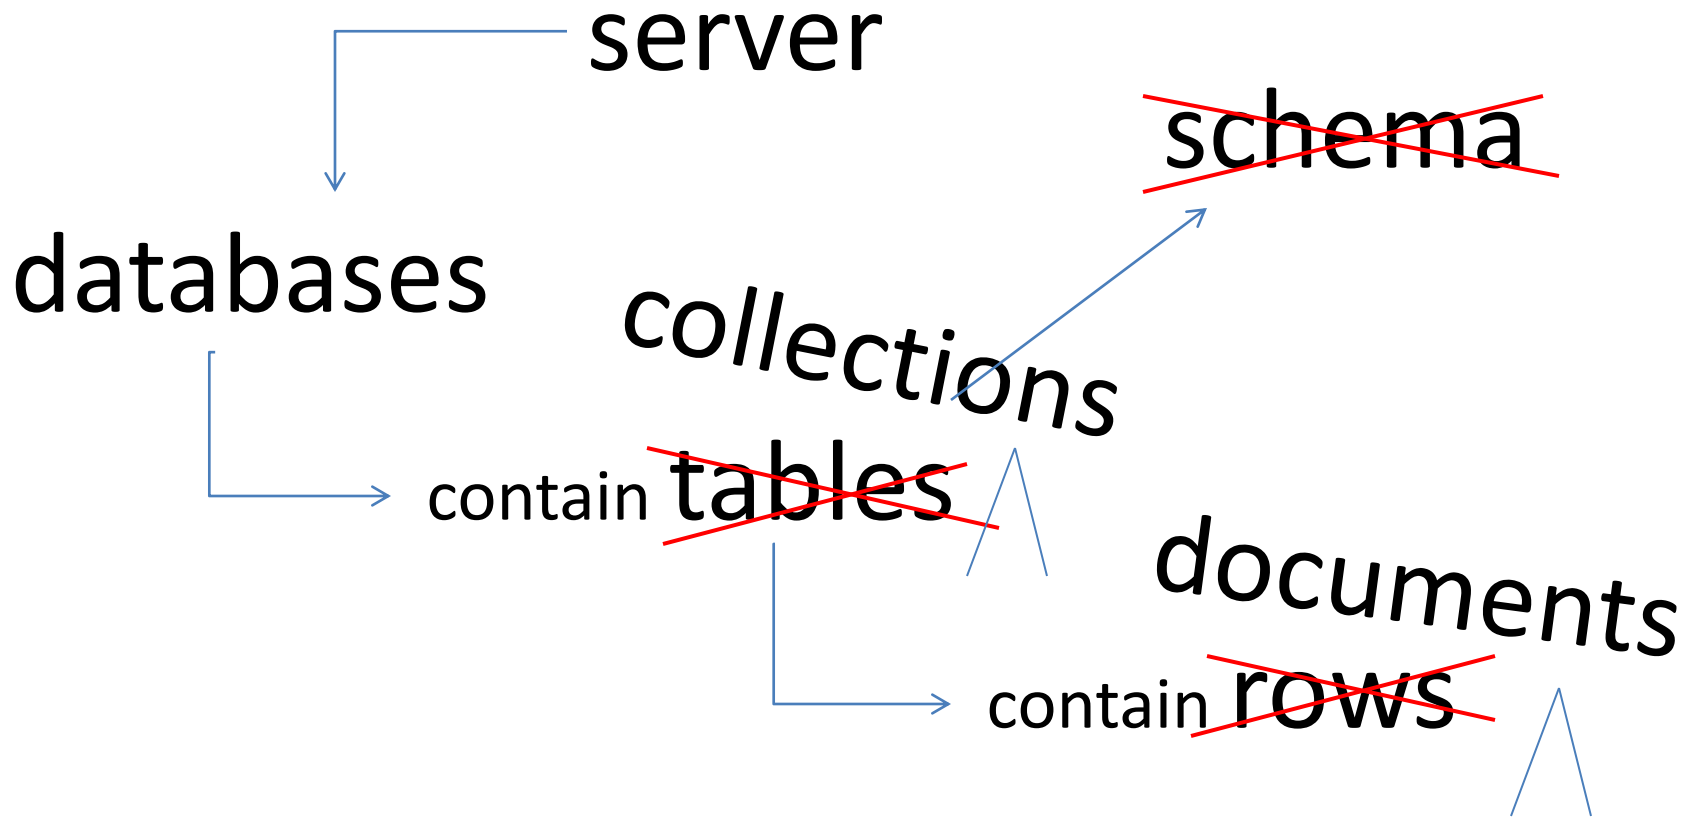 server
schema
databases
collections
contain tables
documents
contain rows